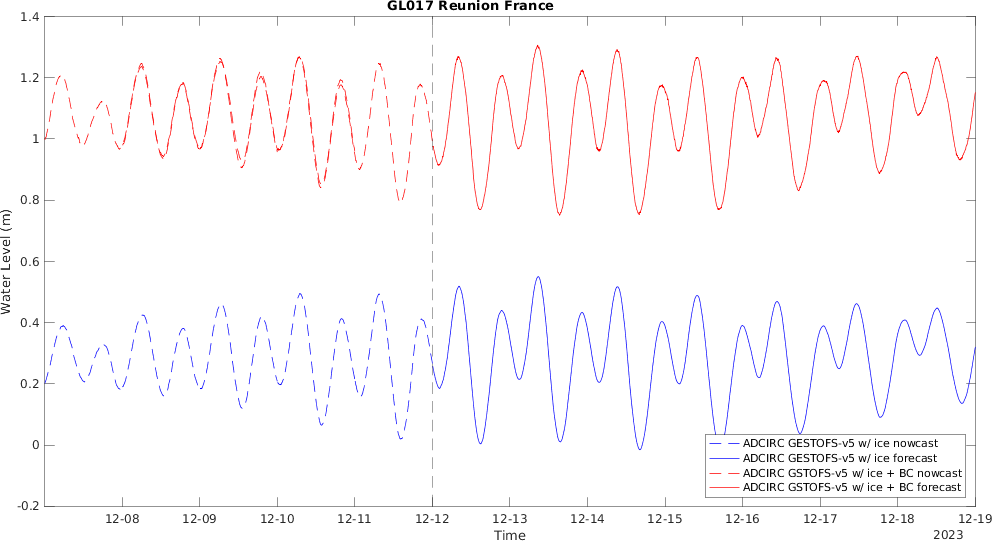 GL017 Reunion France
1.4
1.2
1
0.8
0.6
0.4
0.2
0
-0.2
Water Level (m)
ADCIRC GESTOFS-v5 w/ ice nowcast
ADCIRC GESTOFS-v5 w/ ice forecast
ADCIRC GSTOFS-v5 w/ ice + BC nowcast
ADCIRC GSTOFS-v5 w/ ice + BC forecast
12-08 12-09 12-10 12-11 12-12 12-13 12-14 12-15 12-16 12-17 12-18 12-19
Time
2023